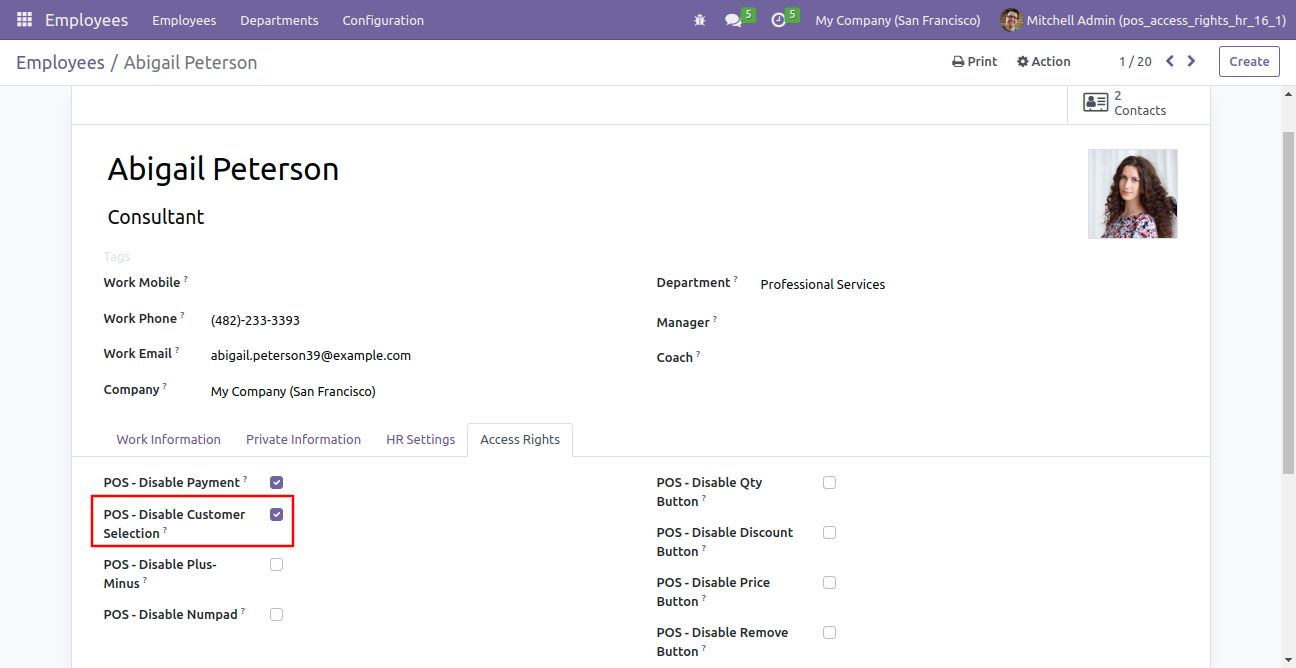 Employees Employees Departments Configuration 5 5 My Company (San Francisco) Mitchell Admin (pos_access_rights_hr_16_1)
Employees / Abigail Peterson Print Action 1 / 20 Create
2
Contacts
Abigail Peterson
Consultant
Tags
Work Mobile ?
Work Phone ? (482)-233-3393
Work Email ? abigail.peterson39@example.com
Company ? My Company (San Francisco)
Department ? Professional Services
Manager ?
Coach ?
Work Information Private Information HR Settings Access Rights
POS - Disable Payment ?
POS - Disable Customer
Selection ?
POS - Disable Plus-
Minus ?
POS - Disable Numpad ?
POS - Disable Qty
Button ?
POS - Disable Discount
Button ?
POS - Disable Price
Button ?
POS - Disable Remove
Button ?